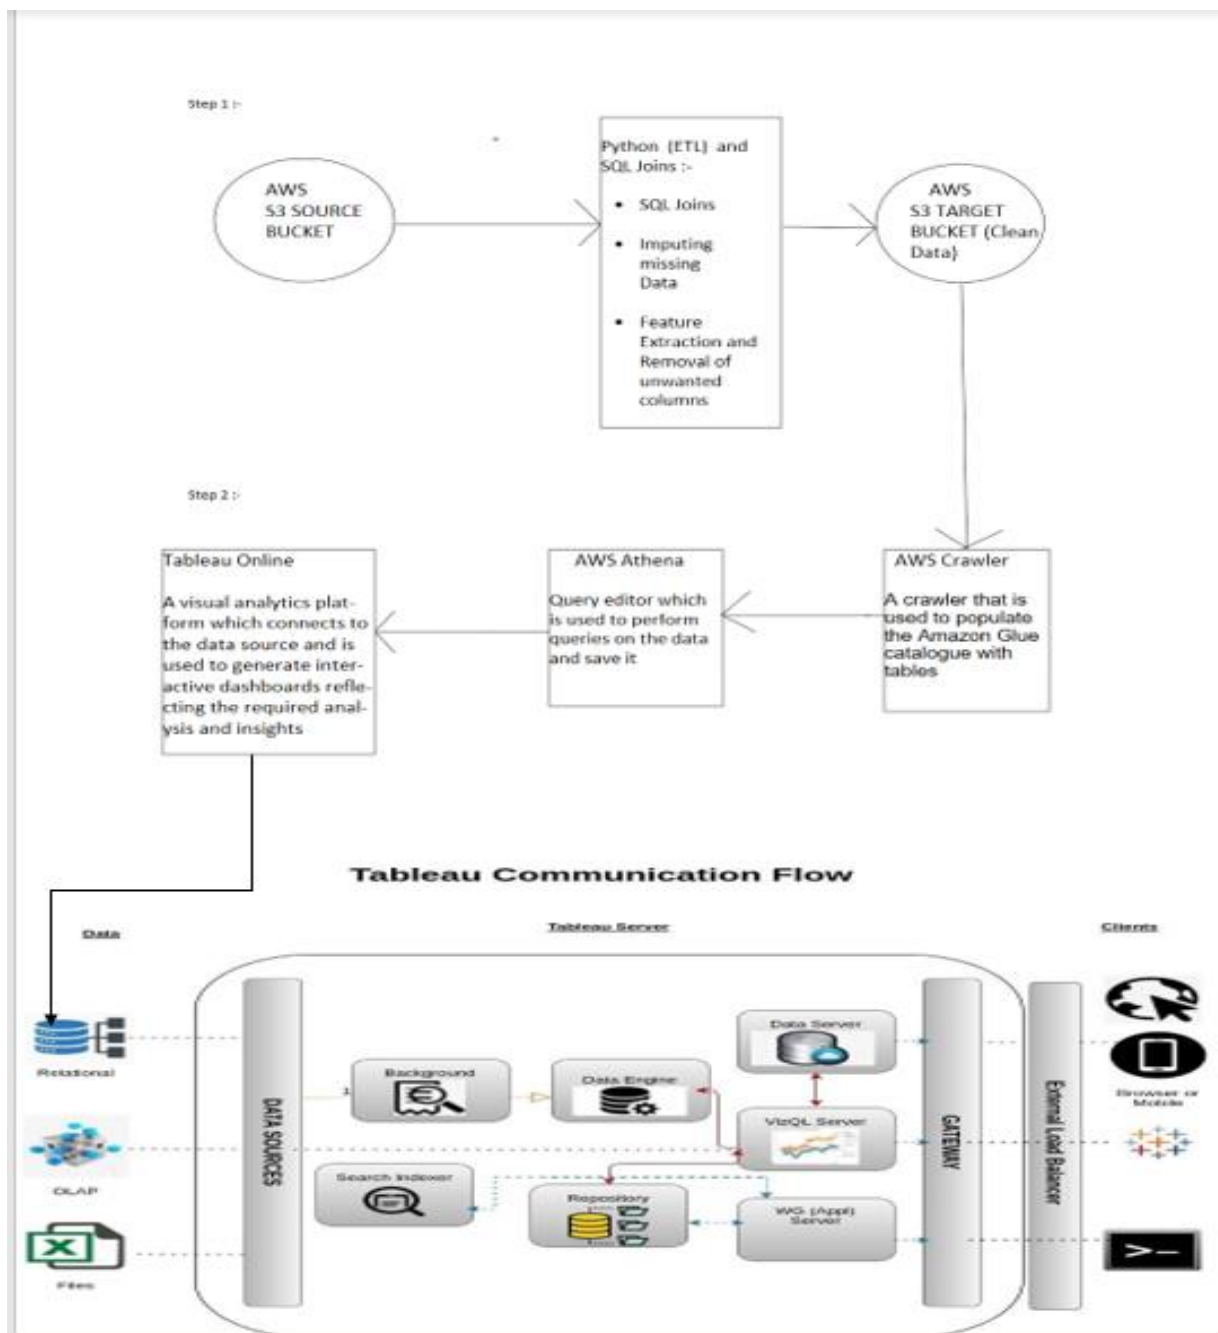 Step 1 :-
AWS
S3 SOURCE
BUCKET
Python (ETL) and
SQL Joins :-
• SQL Joins
• Imputing
missing
Data
• Feature
Extraction and
Removal of
unwanted
columns
AWS
S3 TARGET
BUCKET (Clean
Data)
Step 2 :-
Tableau Online
A visual analytics plat-
form which connects to
the data source and is
used to generate inter-
active dashboards refle-
cting the required anal-
ysis and insights
AWS Athena
Query editor which
is used to perform
queries on the data
and save it
AWS Crawler
A crawler that is
used to populate
the Amazon Glue
catalogue with
tables
Tableau Communication Flow
Data
Tableau Server
Clients
Relational
OLAP
Files
DATA SOURCES
1
Background
Data Engine
Data Server
VizQL Server
Search Indexer
Repository
WG (Appl)
Server
GATEWAY
External Load Balancer
Browser or
Mobile